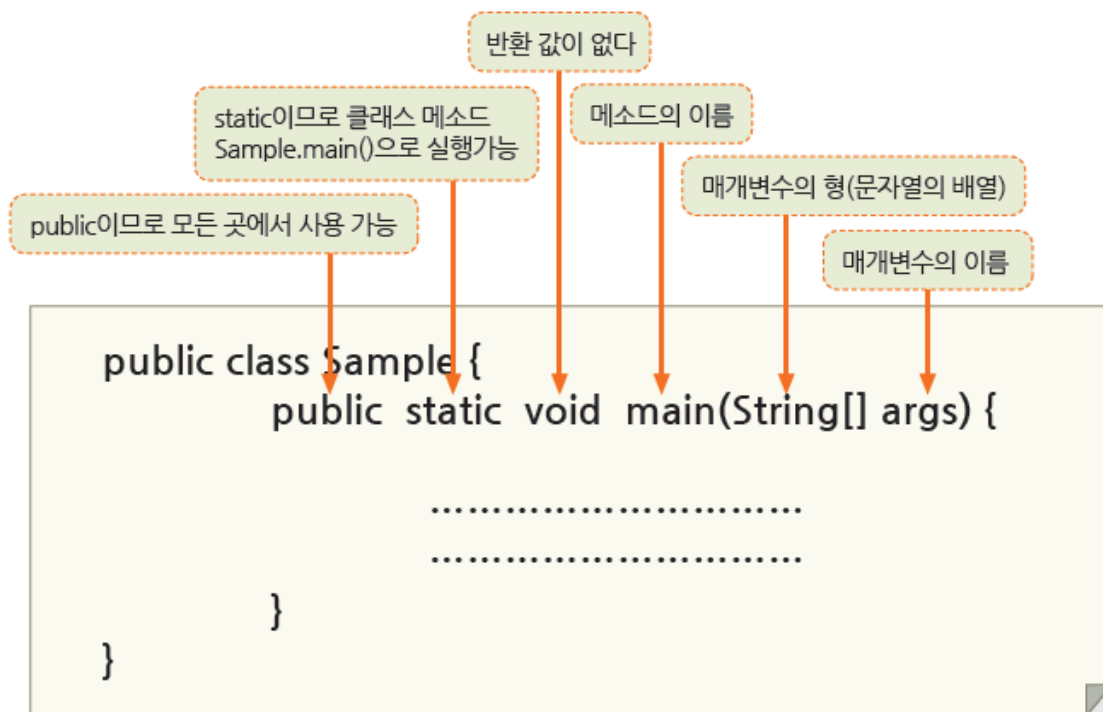 반환 값이 없다
static이므로 클래스 메소드
Sample.main()으로 실행가능
메소드의 이름
매개변수의 형(문자열의 배열)
public이므로 모든 곳에서 사용 가능
매개변수의 이름
public class Sample {
public static void main(String[] args) {
..............................
..............................
}
}